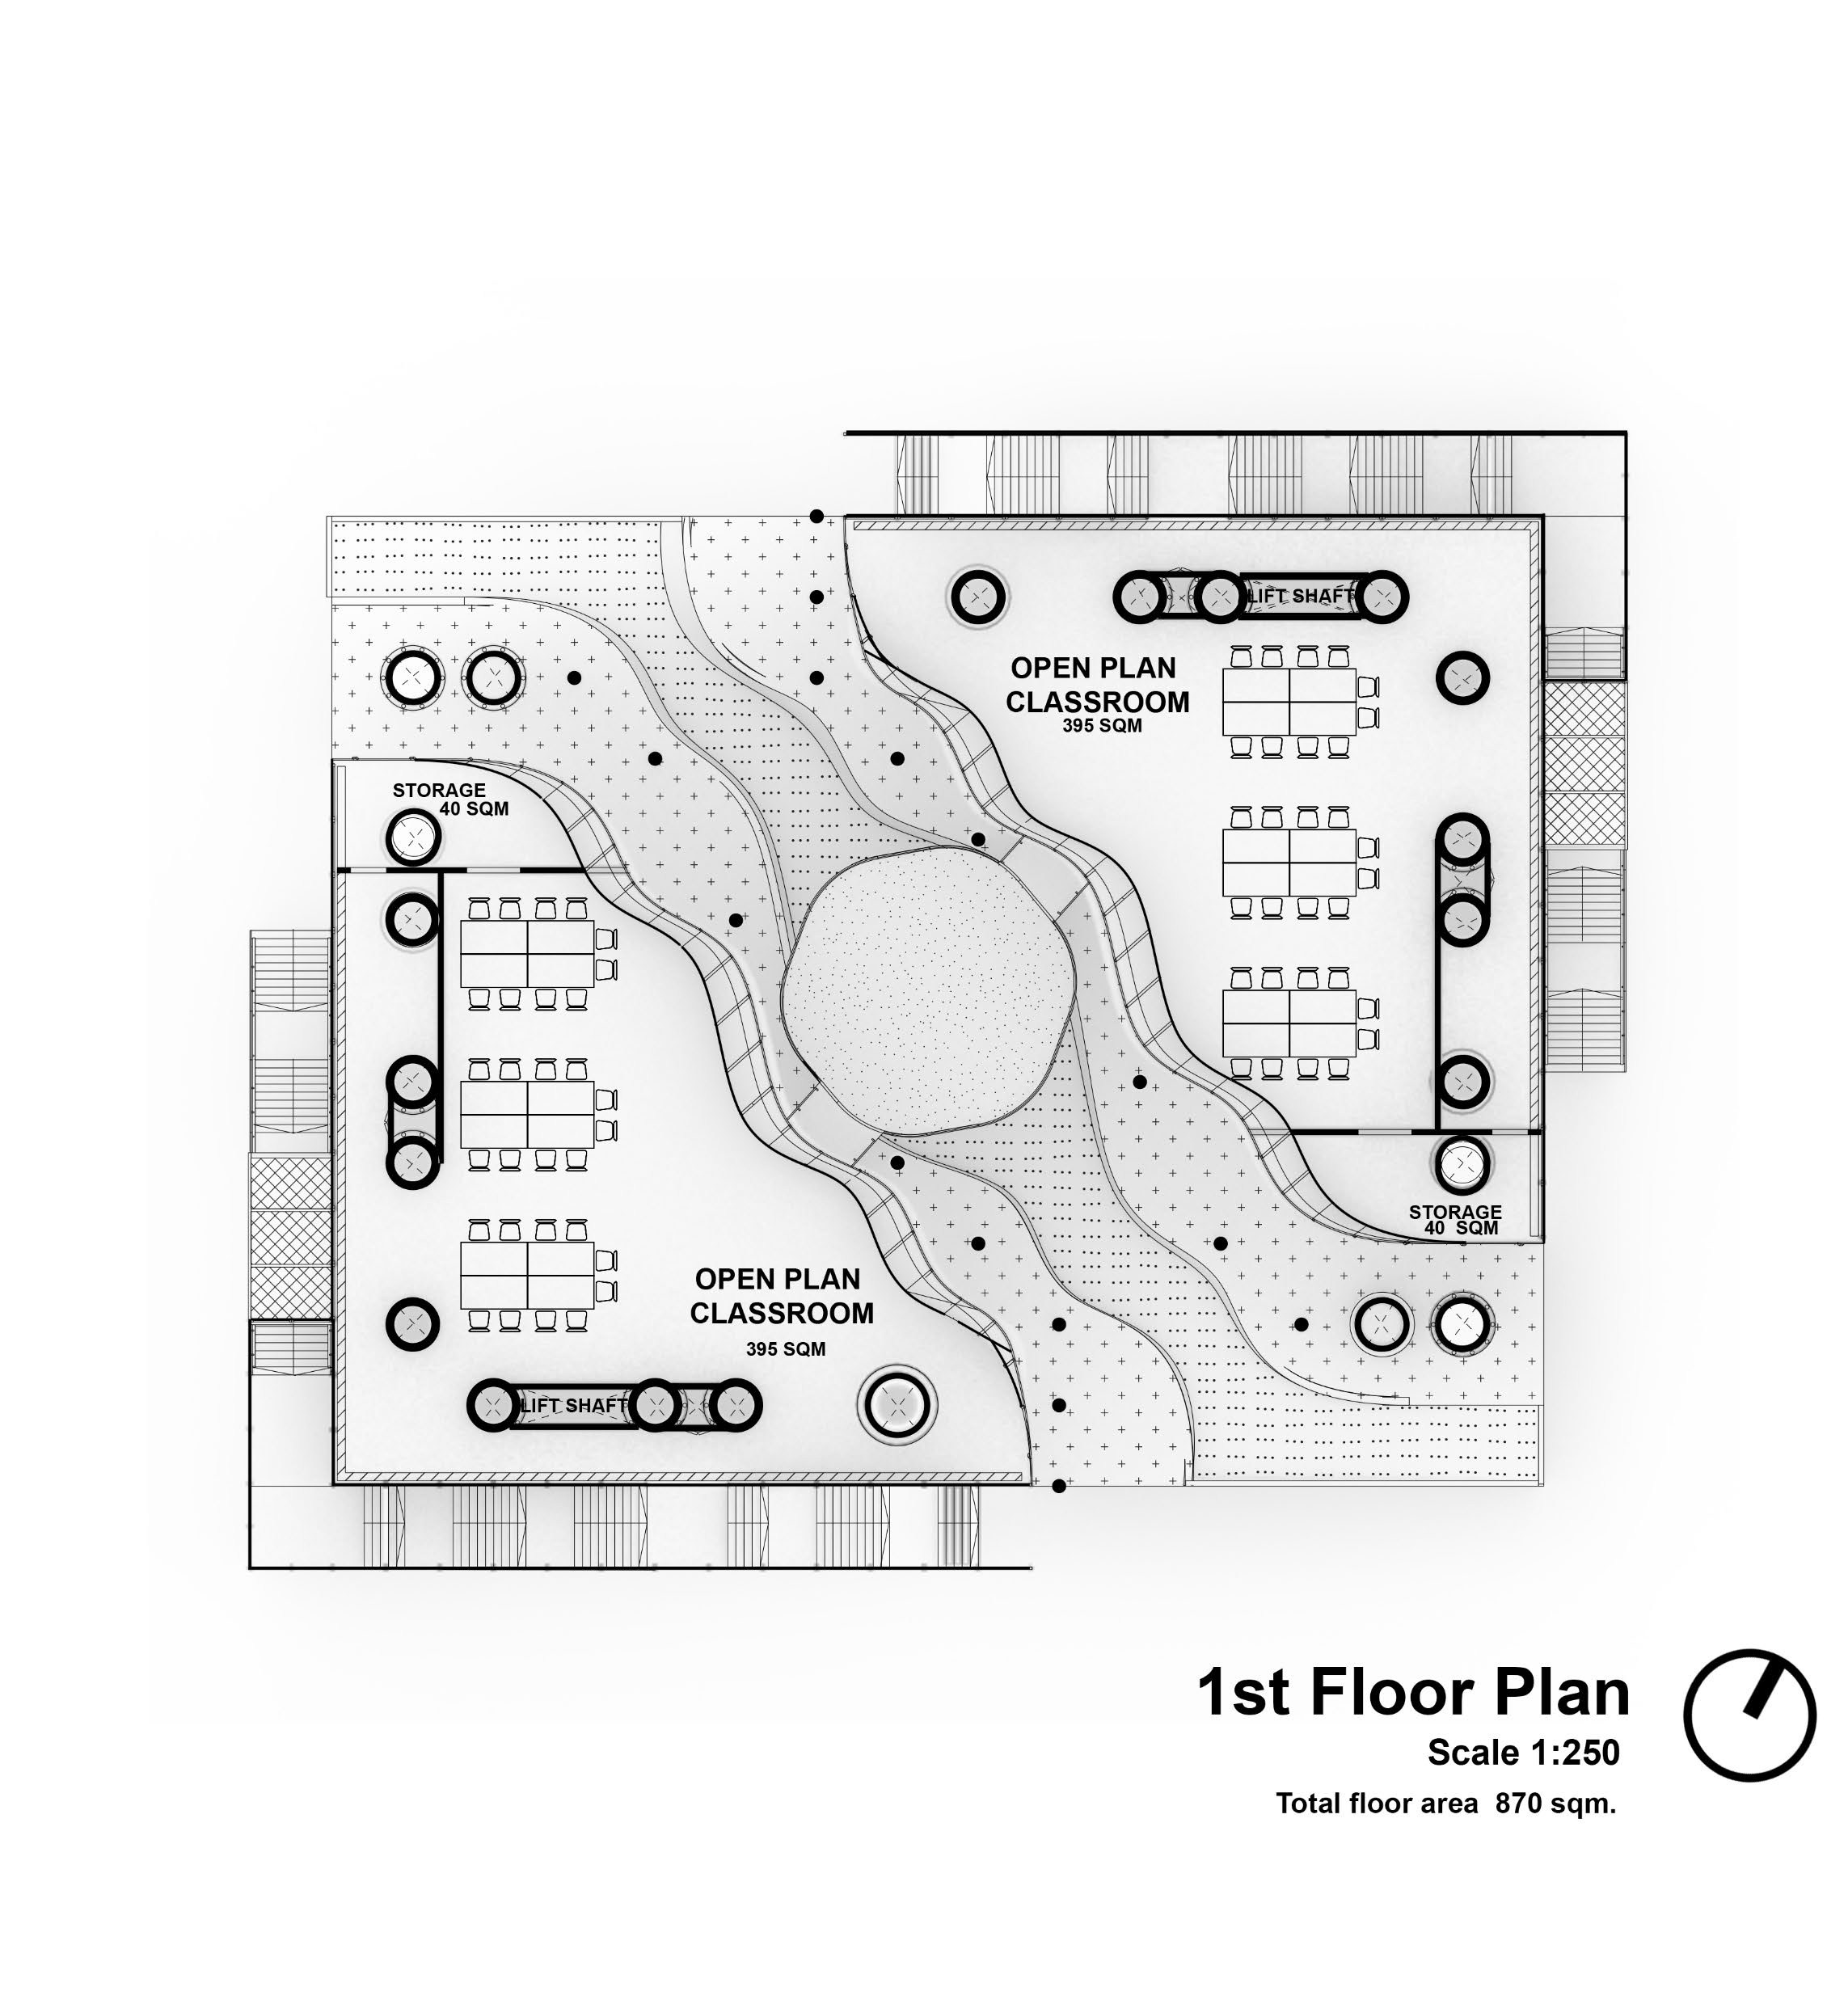 LIFT SHAFT
OPEN PLAN
CLASSROOM
395 SQM
STORAGE
40 SQM
STORAGE
40 SQM
OPEN PLAN
CLASSROOM
395 SQM
LIFT SHAFT
1st Floor Plan
Scale 1:250
Total floor area 870 sqm.